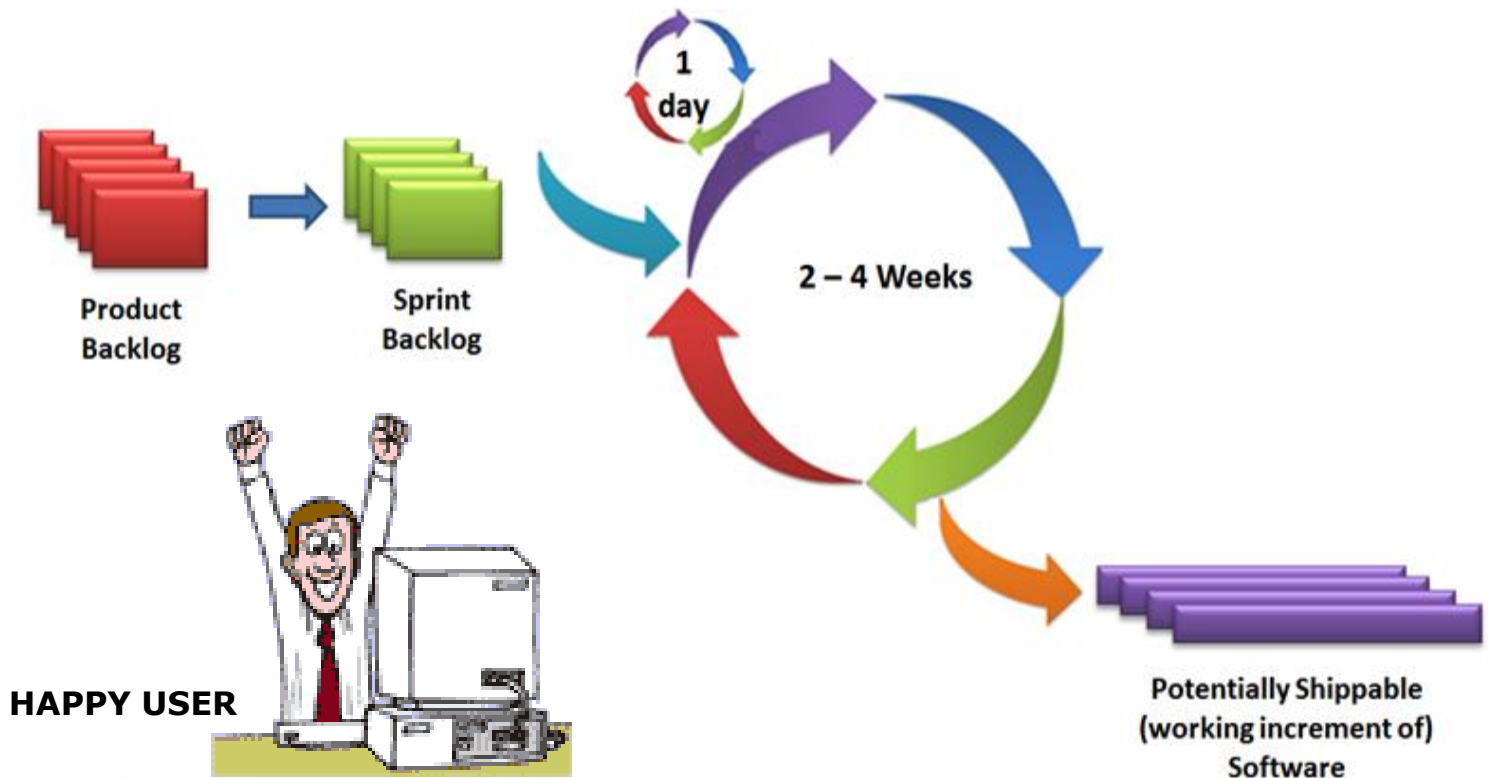 1
day
Product
Backlog
Sprint
Backlog
2 – 4 Weeks
HAPPY USER
Potentially Shippable
(working increment of)
Software